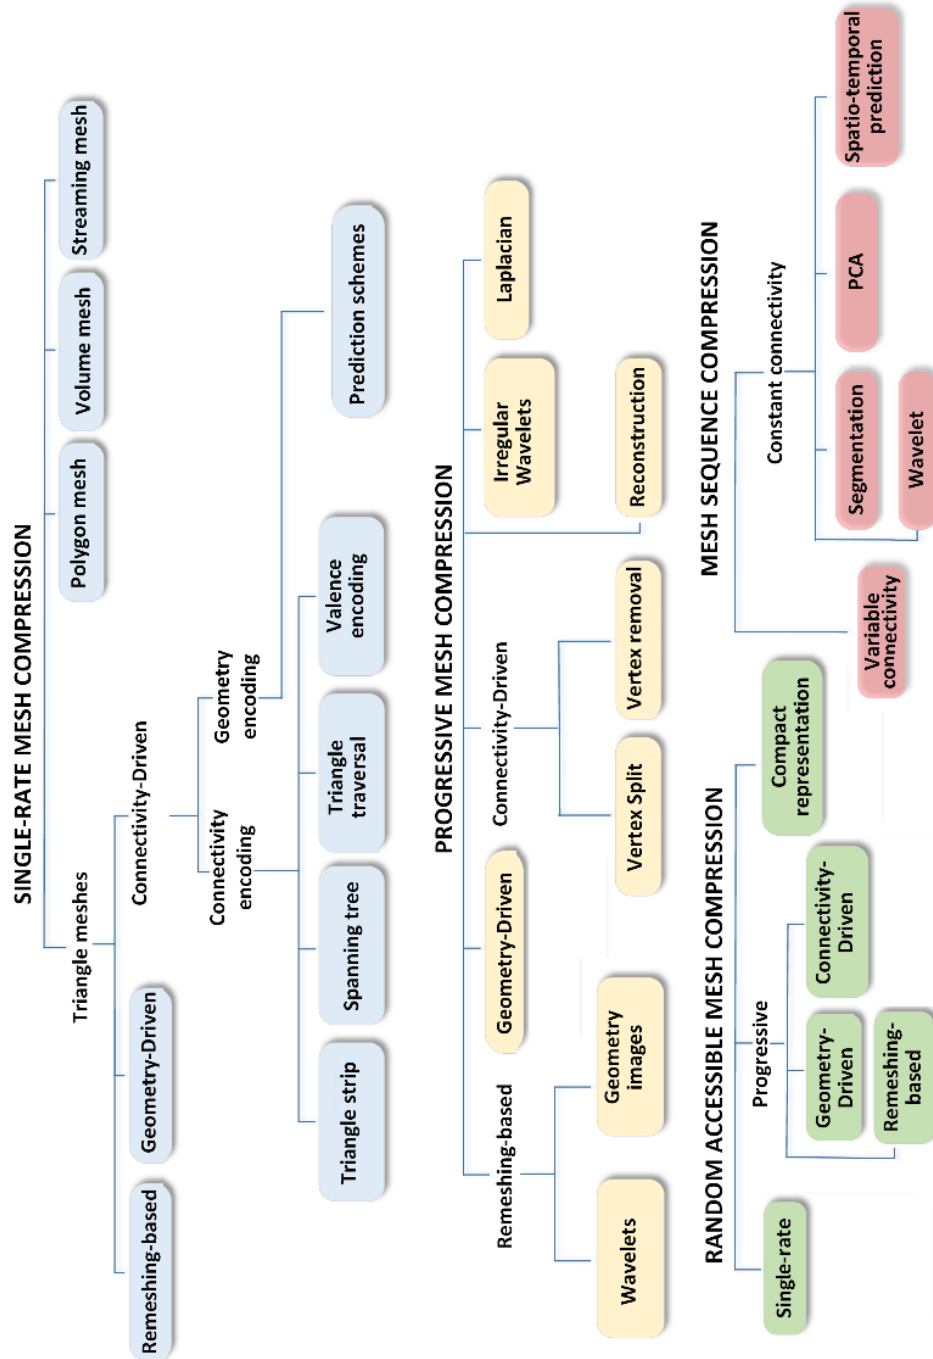 SINGLE-RATE MESH COMPRESSION
Triangle meshes
Polygon mesh
Volume mesh
Streaming mesh
Remeshing-based
Geometry-Driven
Connectivity-Driven
Connectivity
encoding
Geometry
encoding
Triangle strip
Spanning tree
Triangle
traversal
Valence
encoding
Prediction schemes
PROGRESSIVE MESH COMPRESSION
Remeshing-based
Geometry-Driven
Connectivity-Driven
Irregular
Wavelets
Laplacian
Wavelets
Geometry
images
Vertex Split
Vertex removal
Reconstruction
RANDOM ACCESSIBLE MESH COMPRESSION
Single-rate
Progressive
Compact
representation
Geometry-
Driven
Connectivity-
Driven
Remeshing-
based
MESH SEQUENCE COMPRESSION
Constant connectivity
Variable
connectivity
Segmentation
PCA
Spatio-temporal
prediction
Wavelet